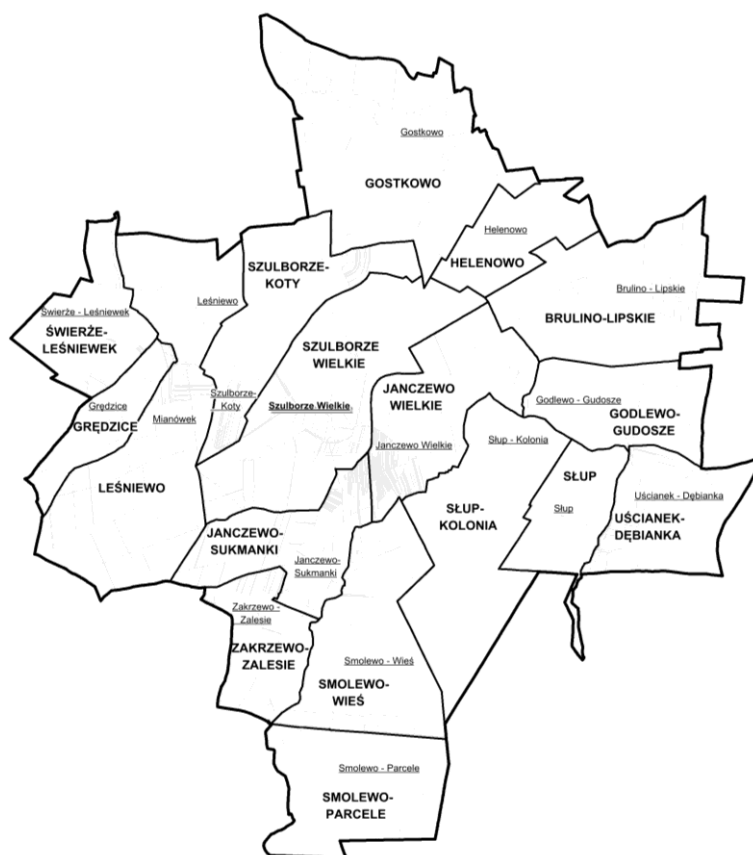 Gostkowo
GOSTKOWO
Helenowo
HELENOWO
SZULBORZE-
KOTY
Leśniewo
Brulino - Lipskie
BRULINO-LIPSKIE
Świerże - Leśniewek
ŚWIERŻE-
LEŚNIEWEK
SZULBORZE
WIELKIE
JANCZEWO
WIELKIE
Szulborze-
Koty
Szulborze Wielkie
Grędzice
GRĘDZICE
Mianówek
Godlewo - Gudosze
GODLEWO-
GUDOSZE
Janczewo Wielkie
Słup - Kolonia
LEŚNIEWO
SŁUP
Słup
SŁUP-
KOLONIA
Uścianek - Dębianka
UŚCIANEK-
DĘBIANKA
JANCZEWO-
SUKMANKI
Janczewo-
Sukmanki
Zakrzewo -
Zalesie
ZAKRZEWO-
ZALESIE
Smolewo - Wieś
SMOLEWO-
WIEŚ
Smolewo - Parcele
SMOLEWO-
PARCELE